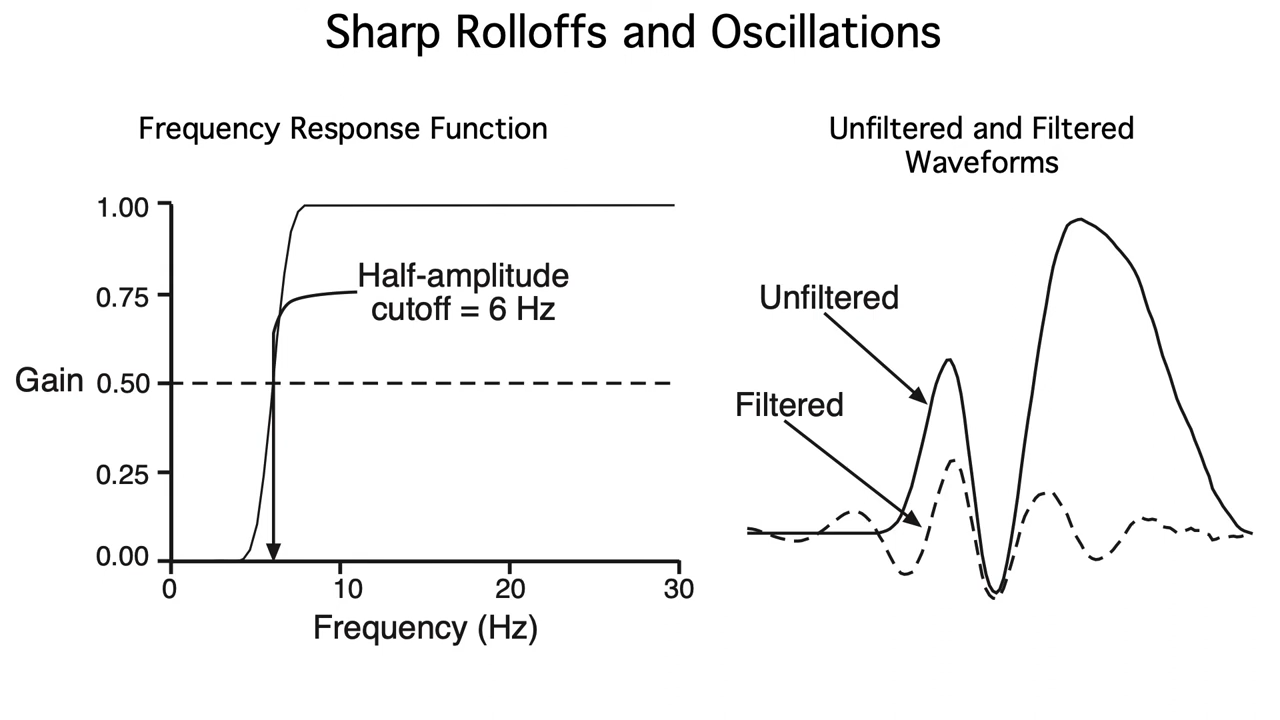 Sharp Rolloffs and Oscillations
Frequency Response Function
1.00
0.75
Gain 0.50
0.25
0.00
0
10
20
30
Frequency (Hz)
Half-amplitude
cutoff = 6 Hz
Unfiltered and Filtered
Waveforms
Unfiltered
Filtered